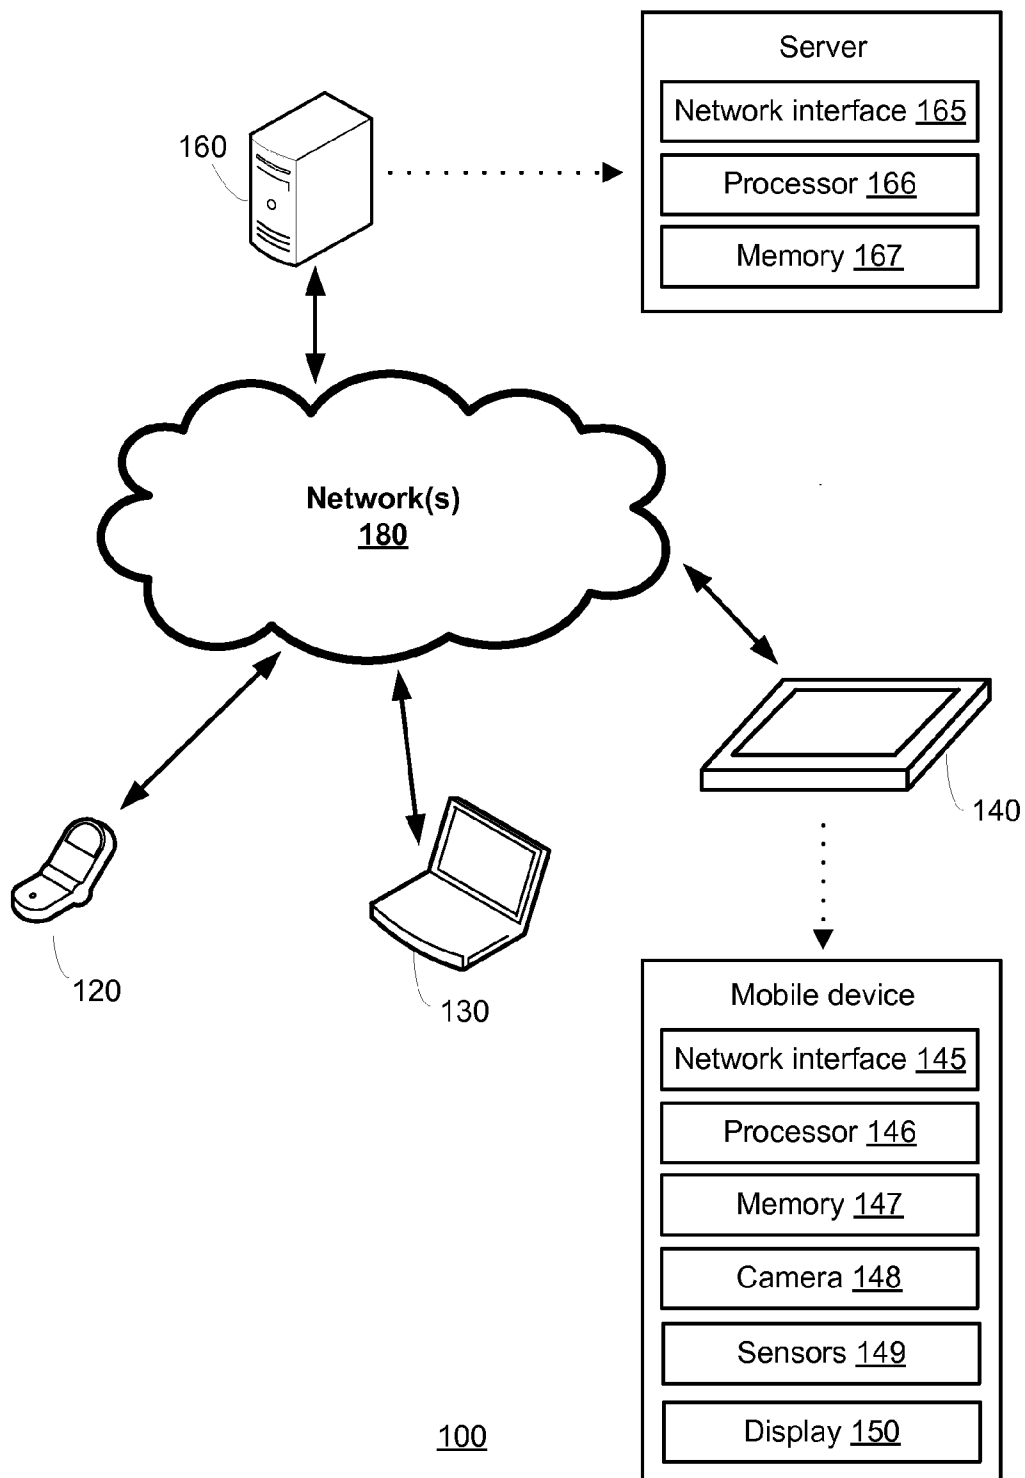 Server
Network interface 165
160
Processor 166
Memory 167
Network(s)
180
140
120
130
Mobile device
Network interface 145
Processor 146
Memory 147
Camera 148
Sensors 149
Display 150
100